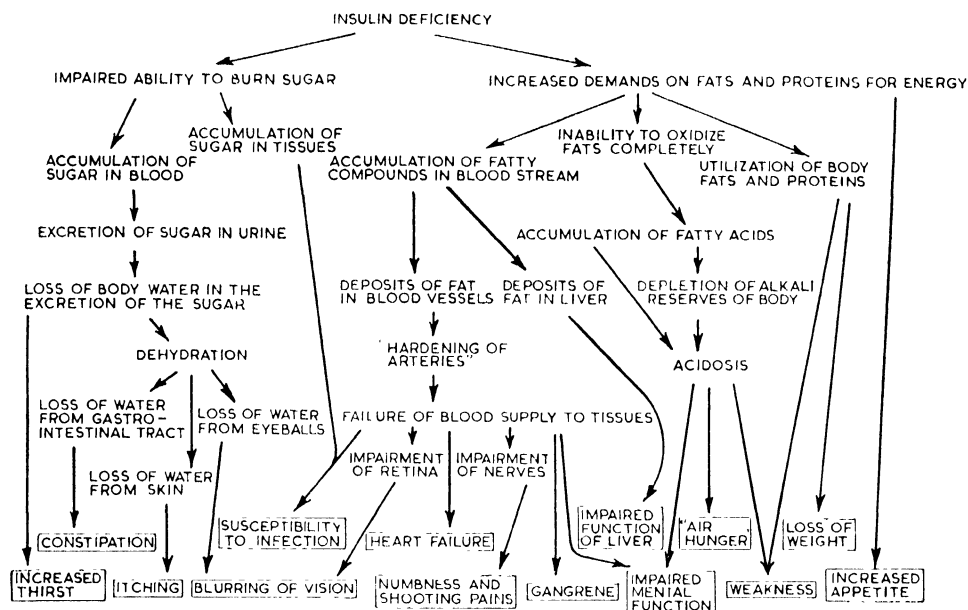 INSULIN DEFICIENCY
IMPAIRED ABILITY TO BURN SUGAR
INCREASED DEMANDS ON FATS AND PROTEINS FOR ENERGY
ACCUMULATION OF
SUGAR IN TISSUES
INABILITY TO OXIDIZE
FATS COMPLETELY
ACCUMULATION OF
SUGAR IN BLOOD
ACCUMULATION OF FATTY
COMPOUNDS IN BLOOD STREAM
UTILIZATION OF BODY
FATS AND PROTEINS
EXCRETION OF SUGAR IN URINE
ACCUMULATION OF FATTY ACIDS
LOSS OF BODY WATER IN THE
EXCRETION OF THE SUGAR
DEPOSITS OF FAT
IN BLOOD VESSELS
DEPOSITS OF
FAT IN LIVER
DEPLETION OF ALKALI
RESERVES OF BODY
DEHYDRATION
"HARDENING OF
ARTERIES"
ACIDOSIS
LOSS OF WATER
FROM GASTRO-
INTESTINAL TRACT
LOSS OF WATER
FROM EYEBALLS
FAILURE OF BLOOD SUPPLY TO TISSUES
LOSS OF WATER
FROM SKIN
IMPAIRMENT
OF RETINA
IMPAIRMENT
OF NERVES
CONSTIPATION
SUSCEPTIBILITY
TO INFECTION
HEART FAILURE
IMPAIRED
FUNCTION
OF LIVER
"AIR
HUNGER
LOSS OF
WEIGHT
INCREASED
THIRST
ITCHING
BLURRING OF VISION
NUMBNESS AND
SHOOTING PAINS
GANGRENE
IMPAIRED
MENIAL
FUNCTION
WEAKNESS
INCREASED
APPETITE